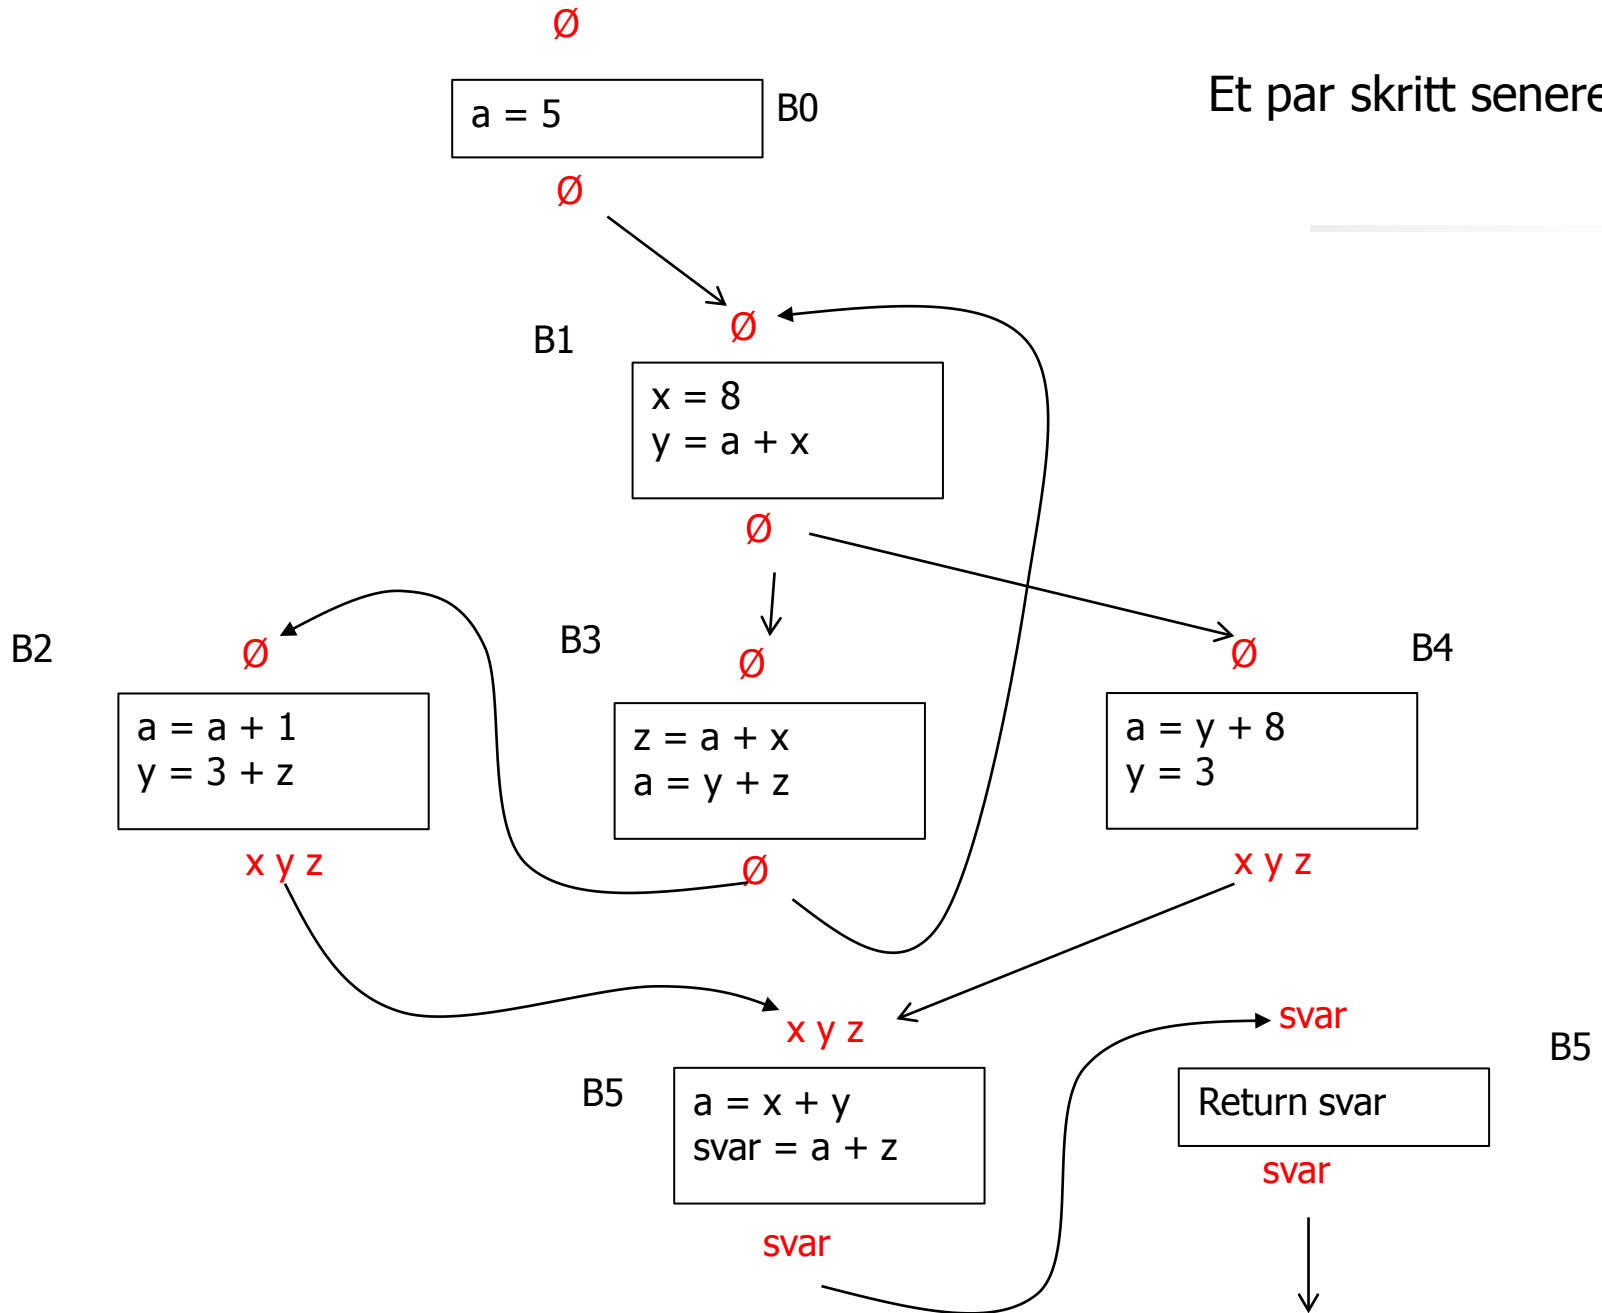 Ø
Et par skritt senere
a = 5
B0
Ø
Ø
B1
x = 8
y = a + x
Ø
B2
Ø
B3
Ø
Ø
B4
a = a + 1
y = 3 + z
z = a + x
a = y + z
a = y + 8
y = 3
x y z
Ø
x y z
x y z
svar
B5
B5
a = x + y
svar = a + z
Return svar
svar
svar